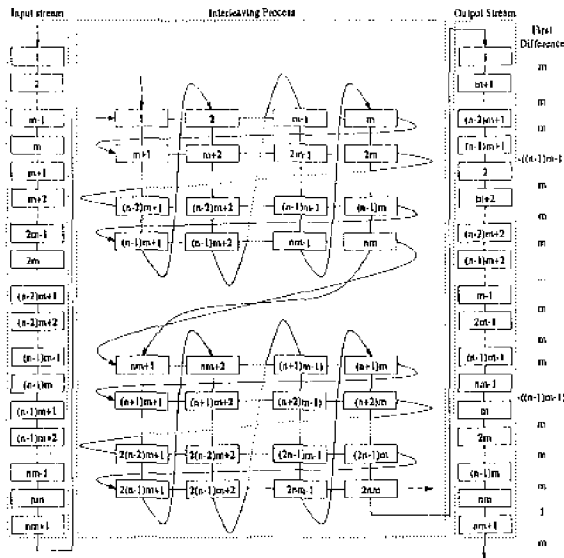 Input stream
Interleaving Process
Output Stream
First
Difference
1
2
m-1
m
m+1
m+2
2m-1
2m
(n-2)m+1
(n-2)m+2
(n-1)m-1
(n-1)m
(n-1)m+1
(n-1)m+2
nm-1
nm
nm+1
1
2
m-1
m
m+1
m+2
2m-1
2m
(n-2)m+1
(n-2)m+2
(n-1)m
(n-1)m+1
(n-1)m+2
nm-1
nm
nm+1
nm+2
(n+1)m-1)
(n+1)m
(n+1)m+1
(n+1)m+2
(n+2)m-1)
(n+2)m
2(n-2)m+1
2(n-2)m+2
(2n-1)m-1
(2n-1)m
2(n-1)m+1
2(n-1)m+2
2nm-1
2nm
1
m+1
(n-2)m+1
(n-1)m+1
2
m+2
(n-2)m+2
(n-1)m+2
m-1
2m-1
(n-1)m-1
nm-1
m
2m
(n-1)m
nm
nm+1
m
m
m
-((n-1)m-1
m
m
m
...
m
m
m
-((n-1)m-1
m
m
m
1
m